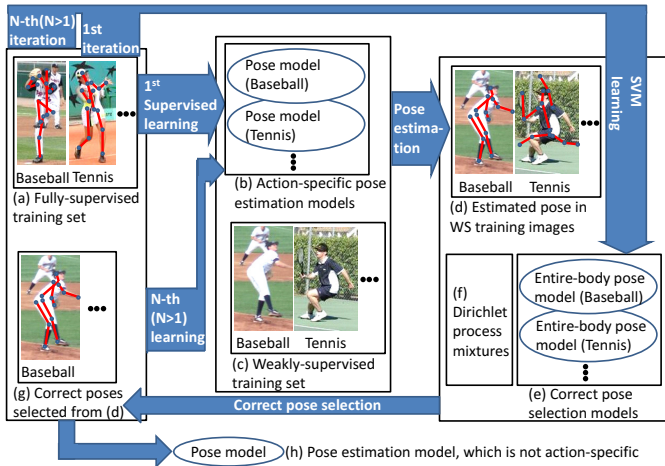 N-th(N>1)
iteration
1st
iteration
Baseball
Tennis
(a) Fully-supervised
training set
1st
Supervised
learning
Pose model
(Baseball)
Pose model
(Tennis)
(b) Action-specific pose
estimation models
Pose
estima-
tion
Baseball
Tennis
(d) Estimated pose in
WS training images
SVM
learning
Baseball
(g) Correct poses
selected from (d)
N-th
(N>1)
learning
Baseball
Tennis
(c) Weakly-supervised
training set
(f)
Dirichlet
process
mixtures
Entire-body pose
model (Baseball)
Entire-body pose
model (Tennis)
(e) Correct pose
selection models
Correct pose selection
Pose model
(h) Pose estimation model, which is not action-specific